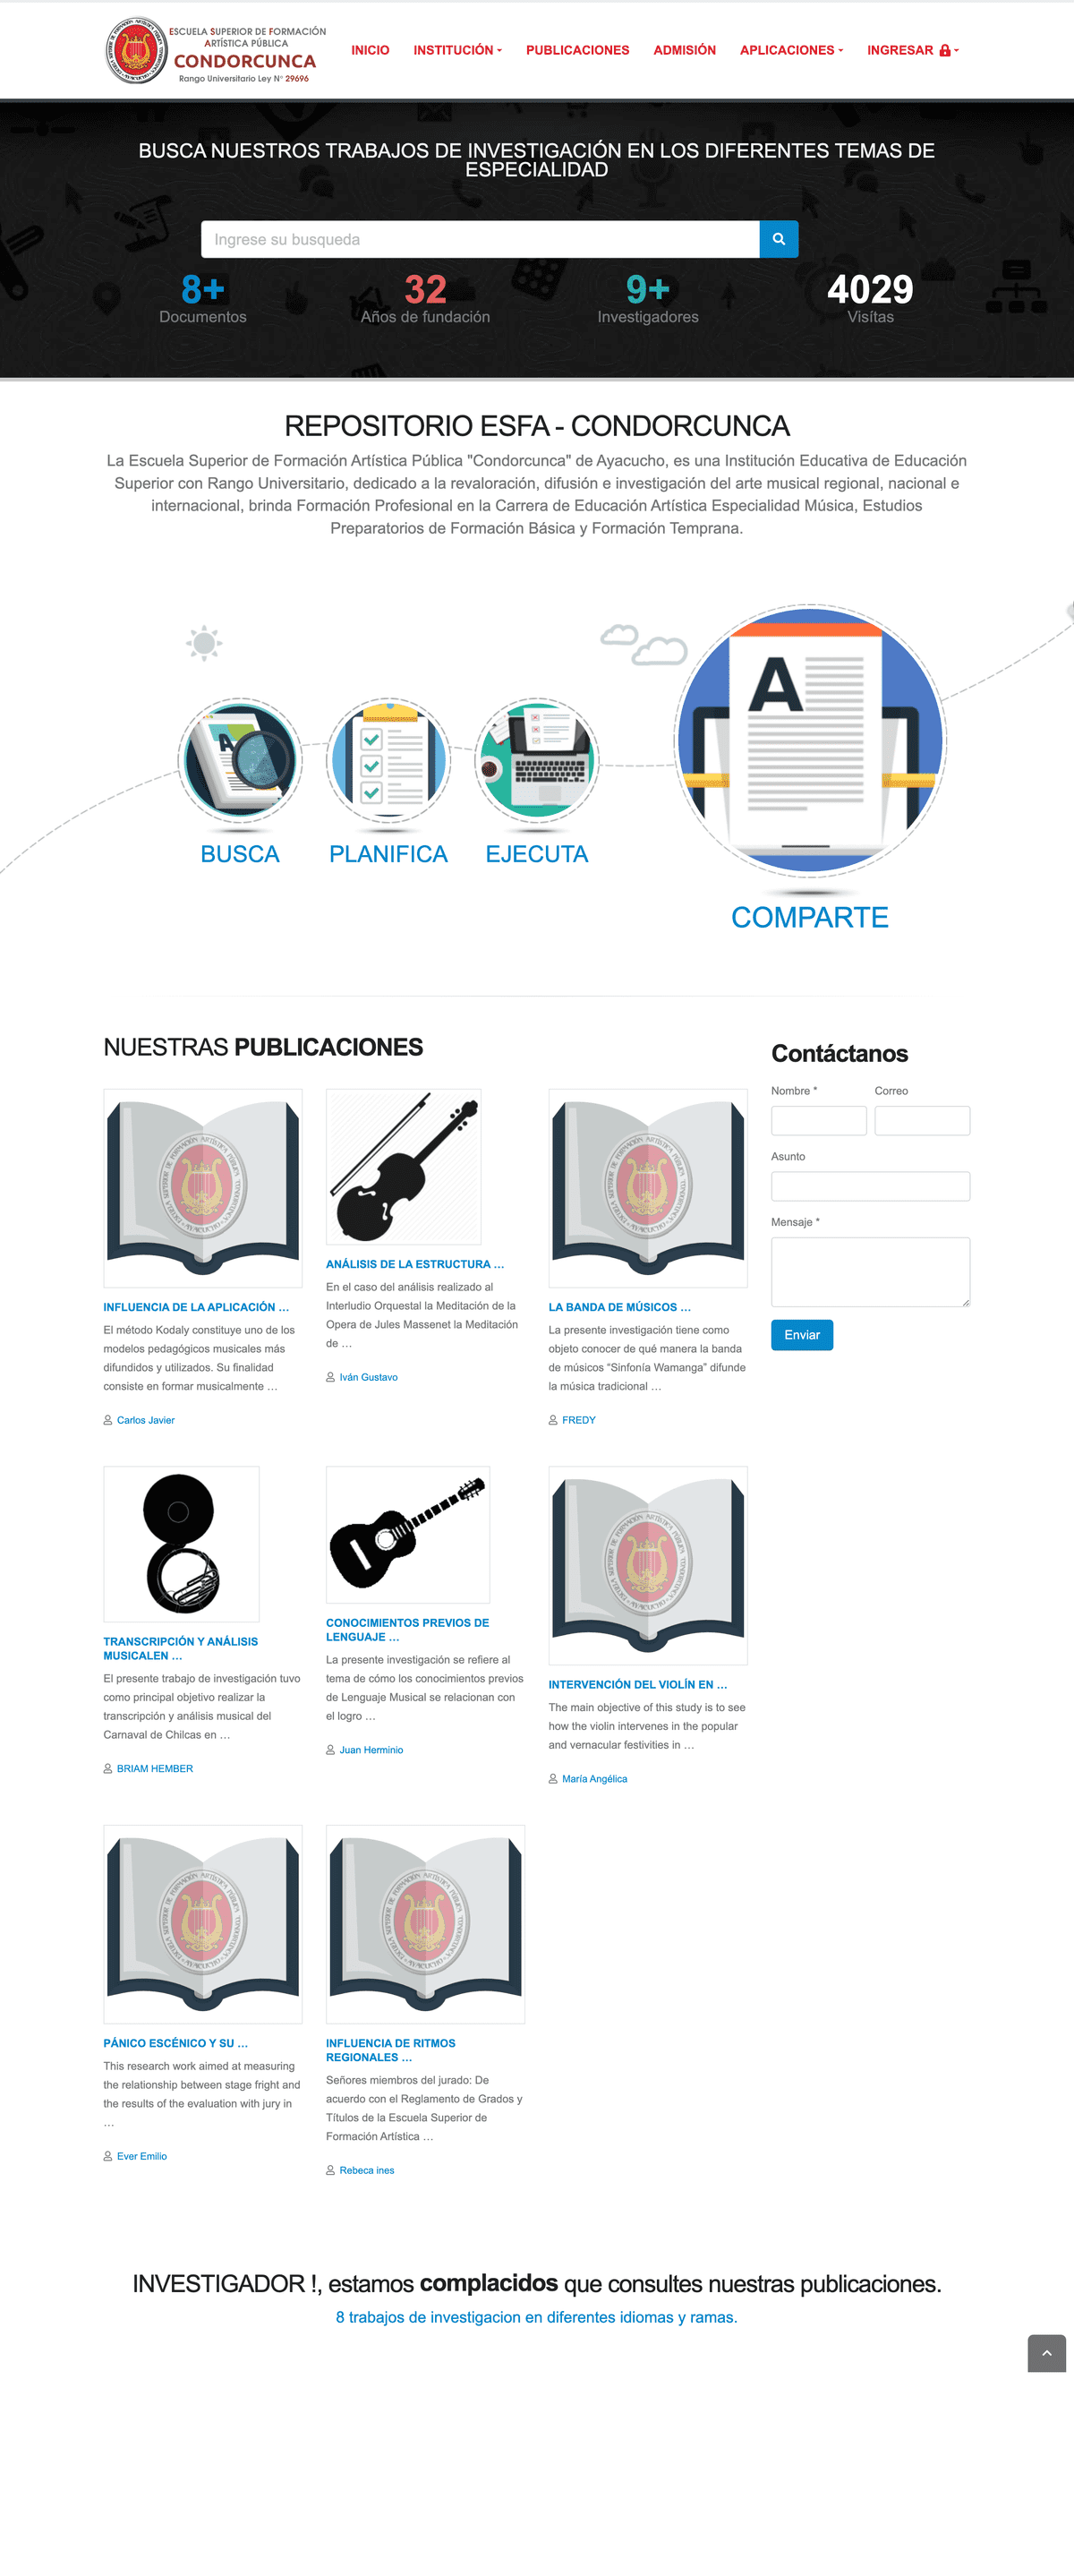 ESCUELA SUPERIOR DE FORMACIÓN
ARTÍSTICA PÚBLICA
CONDORCUNCA
Rango Universitario Ley N° 29696
INICIO
INSTITUCIÓN
PUBLICACIONES
ADMISIÓN
APLICACIONES
INGRESAR
BUSCA NUESTROS TRABAJOS DE INVESTIGACIÓN EN LOS DIFERENTES TEMAS DE
ESPECIALIDAD
Ingrese su busqueda
8+
Documentos
32
Años de fundación
9+
Investigadores
4029
Visítas
REPOSITORIO ESFA - CONDORCUNCA
La Escuela Superior de Formación Artística Pública "Condorcunca" de Ayacucho, es una Institución Educativa de Educación
Superior con Rango Universitario, dedicado a la revaloración, difusión e investigación del arte musical regional, nacional e
internacional, brinda Formación Profesional en la Carrera de Educación Artística Especialidad Música, Estudios
Preparatorios de Formación Básica y Formación Temprana.
A
A
BUSCA
PLANIFICA
EJECUTA
COMPARTE
NUESTRAS PUBLICACIONES
INFLUENCIA DE LA APLICACIÓN ...
El método Kodaly constituye uno de los
modelos pedagógicos musicales más
difundidos y utilizados. Su finalidad
consiste en formar musicalmente ...
Carlos Javier
ANÁLISIS DE LA ESTRUCTURA ...
En el caso del análisis realizado al
Interludio Orquestal la Meditación de la
Opera de Jules Massenet la Meditación
de ...
Iván Gustavo
LA BANDA DE MÚSICOS ...
La presente investigación tiene como
objeto conocer de qué manera la banda
de músicos “Sinfonía Wamanga” difunde
la música tradicional ...
FREDY
TRANSCRIPCIÓN Y ANÁLISIS
MUSICALEN ...
El presente trabajo de investigación tuvo
como principal objetivo realizar la
transcripción y análisis musical del
Carnaval de Chilcas en ...
BRIAM HEMBER
CONOCIMIENTOS PREVIOS DE
LENGUAJE ...
La presente investigación se refiere al
tema de cómo los conocimientos previos
de Lenguaje Musical se relacionan con
el logro ...
Juan Herminio
INTERVENCIÓN DEL VIOLÍN EN ...
The main objective of this study is to see
how the violin intervenes in the popular
and vernacular festivities in ...
María Angélica
PÁNICO ESCÉNICO Y SU ...
This research work aimed at measuring
the relationship between stage fright and
the results of the evaluation with jury in
...
Ever Emilio
INFLUENCIA DE RITMOS
REGIONALES ...
Señores miembros del jurado: De
acuerdo con el Reglamento de Grados y
Títulos de la Escuela Superior de
Formación Artística ...
Rebeca ines
Contáctanos
Nombre *
Correo
Asunto
Mensaje *
Enviar
INVESTIGADOR !, estamos complacidos que consultes nuestras publicaciones.
8 trabajos de investigacion en diferentes idiomas y ramas.